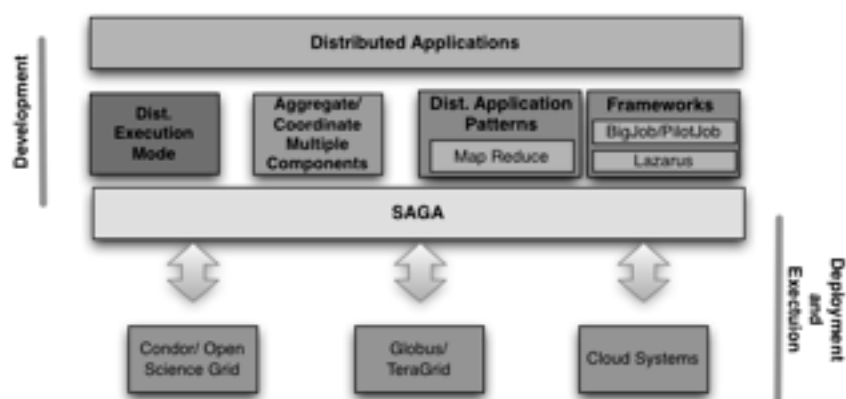 Distributed Applications
Development
Dist.
Execution
Mode
Aggregate/
Coordinate
Multiple
Components
Dist. Application
Patterns
Map Reduce
Frameworks
BigJob/PilotJob
Lazarus
SAGA
Condor/ Open
Science Grid
Globus/
TeraGrid
Cloud Systems
Deployment
and
Exectuion